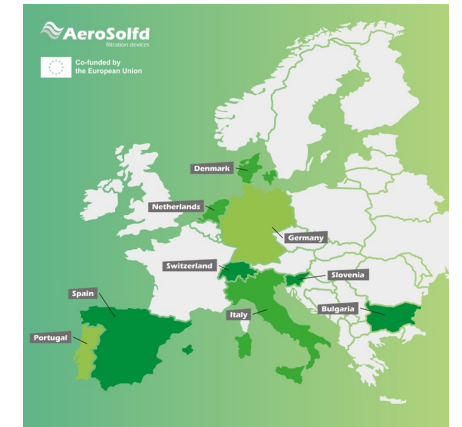 AeroSolfd
filtration devices
Co-funded by
the European Union
Denmark
Netherlands
Germany
Switzerland
Slovenia
Spain
Bulgaria
Italy
Portugal